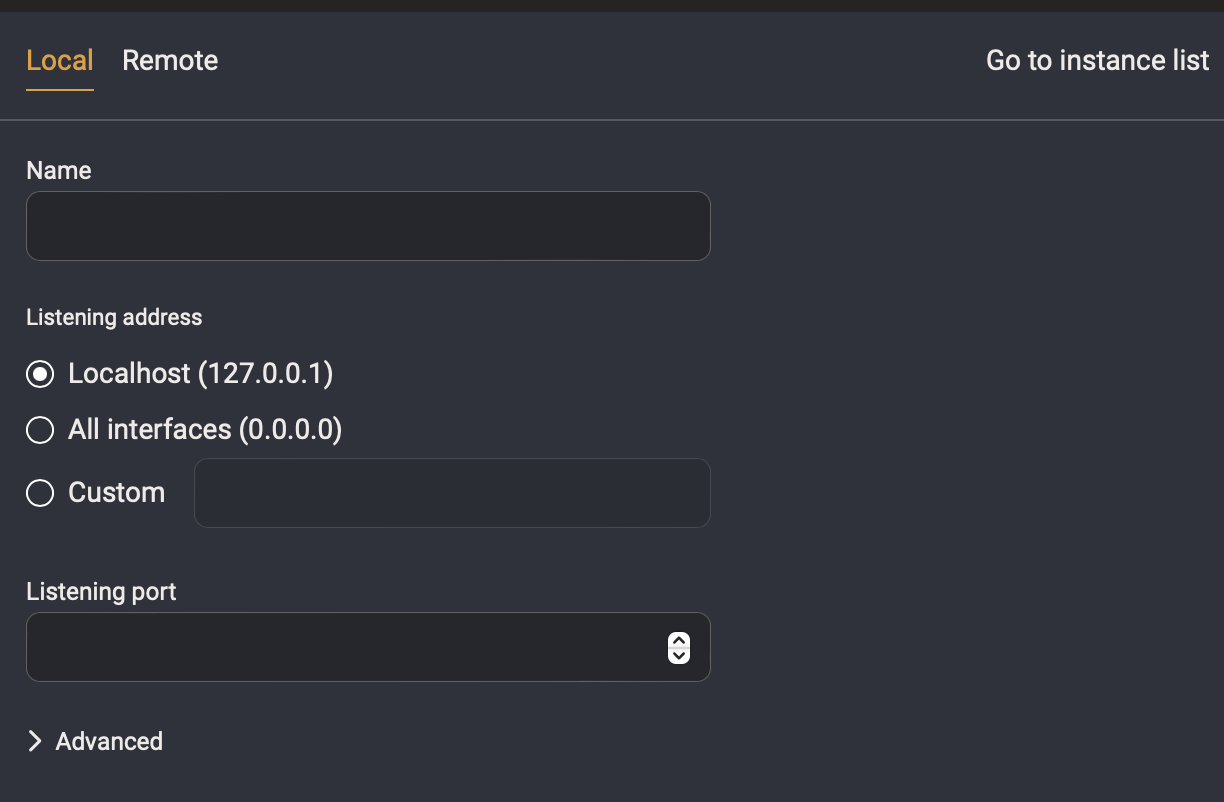 Local Remote Go to instance list
Name
Listening address
Localhost (127.0.0.1)
All interfaces (0.0.0.0)
Custom
Listening port
Advanced